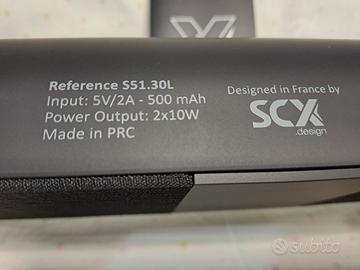 Reference S51.30L
Input: 5V/2A - 500 mAh
Power Output: 2x10W
Made in PRC
Designed in France by
SCX
.design
subito